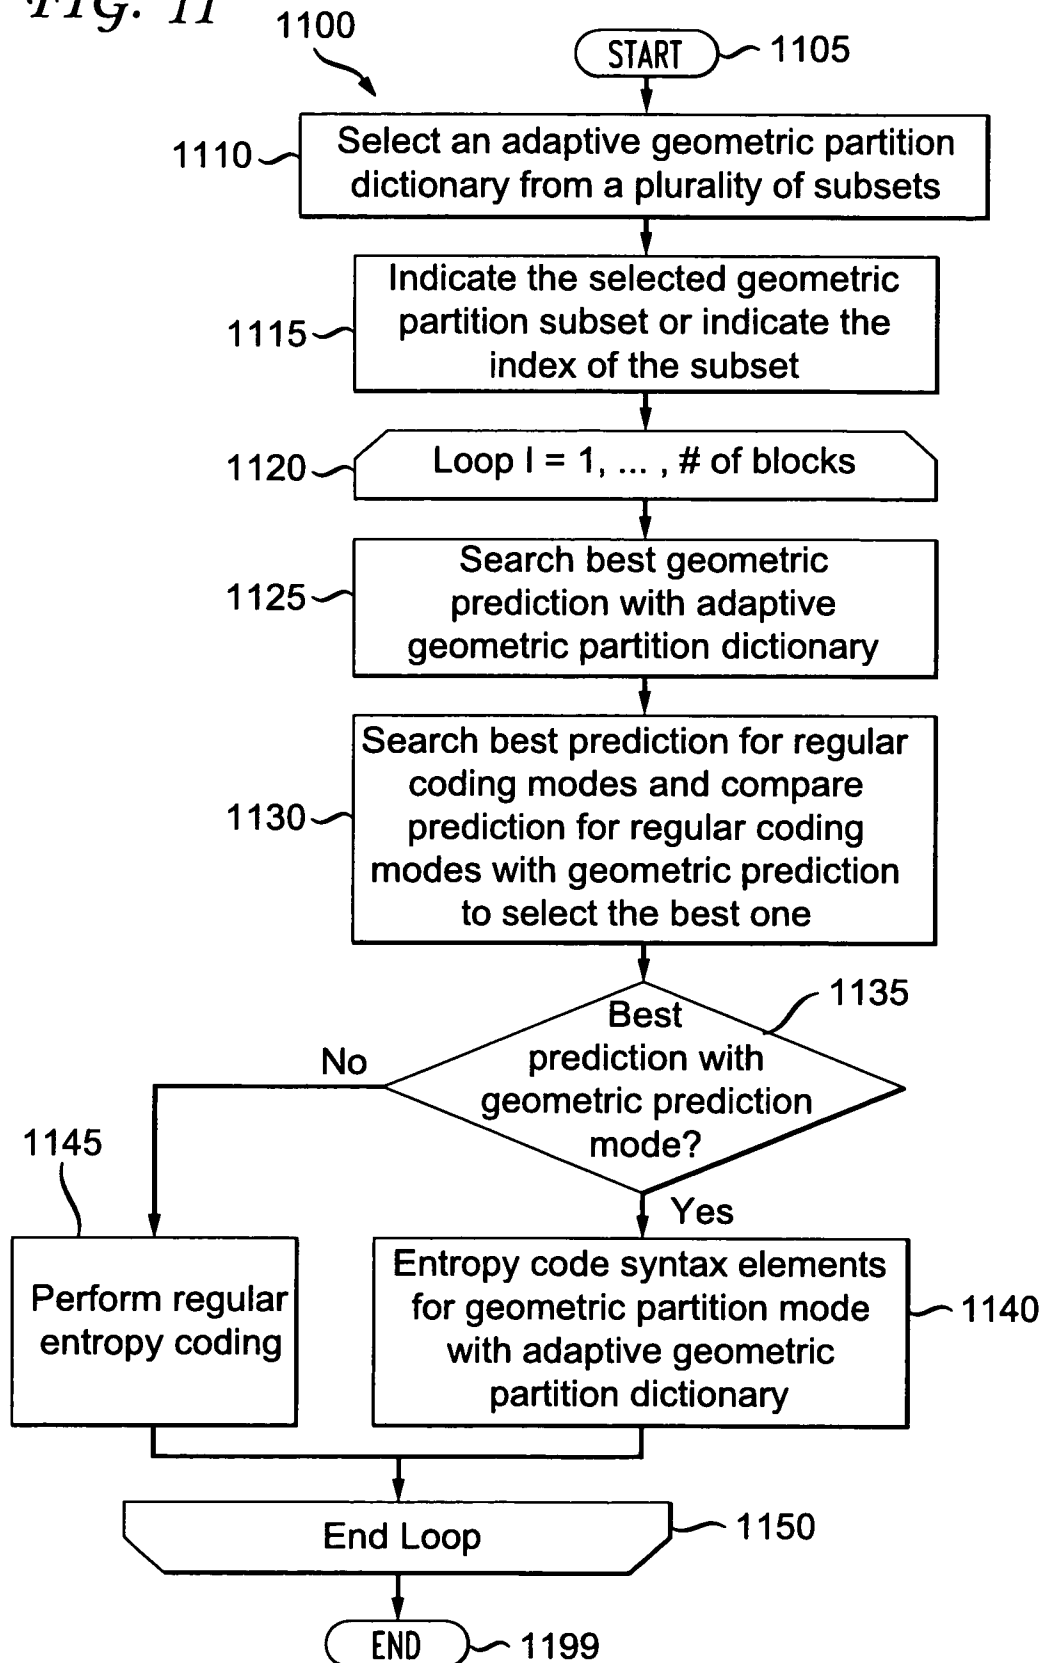 FIG. 11
1100
START
1105
1110
Select an adaptive geometric partition
dictionary from a plurality of subsets
1115
Indicate the selected geometric
partition subset or indicate the
index of the subset
1120
Loop I = 1, ... , # of blocks
1125
Search best geometric
prediction with adaptive
geometric partition dictionary
1130
Search best prediction for regular
coding modes and compare
prediction for regular coding
modes with geometric prediction
to select the best one
1135
Best
prediction with
geometric prediction
mode?
No
Yes
1145
Perform regular
entropy coding
Entropy code syntax elements
for geometric partition mode
with adaptive geometric
partition dictionary
1140
End Loop
1150
END
1199